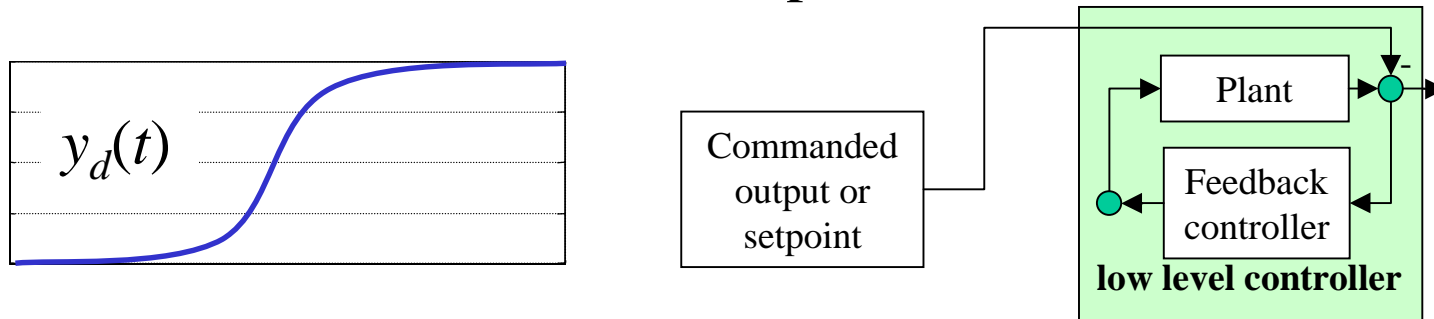 y_d(t)
Commanded
output or
setpoint
-
Plant
Feedback
controller
low level controller